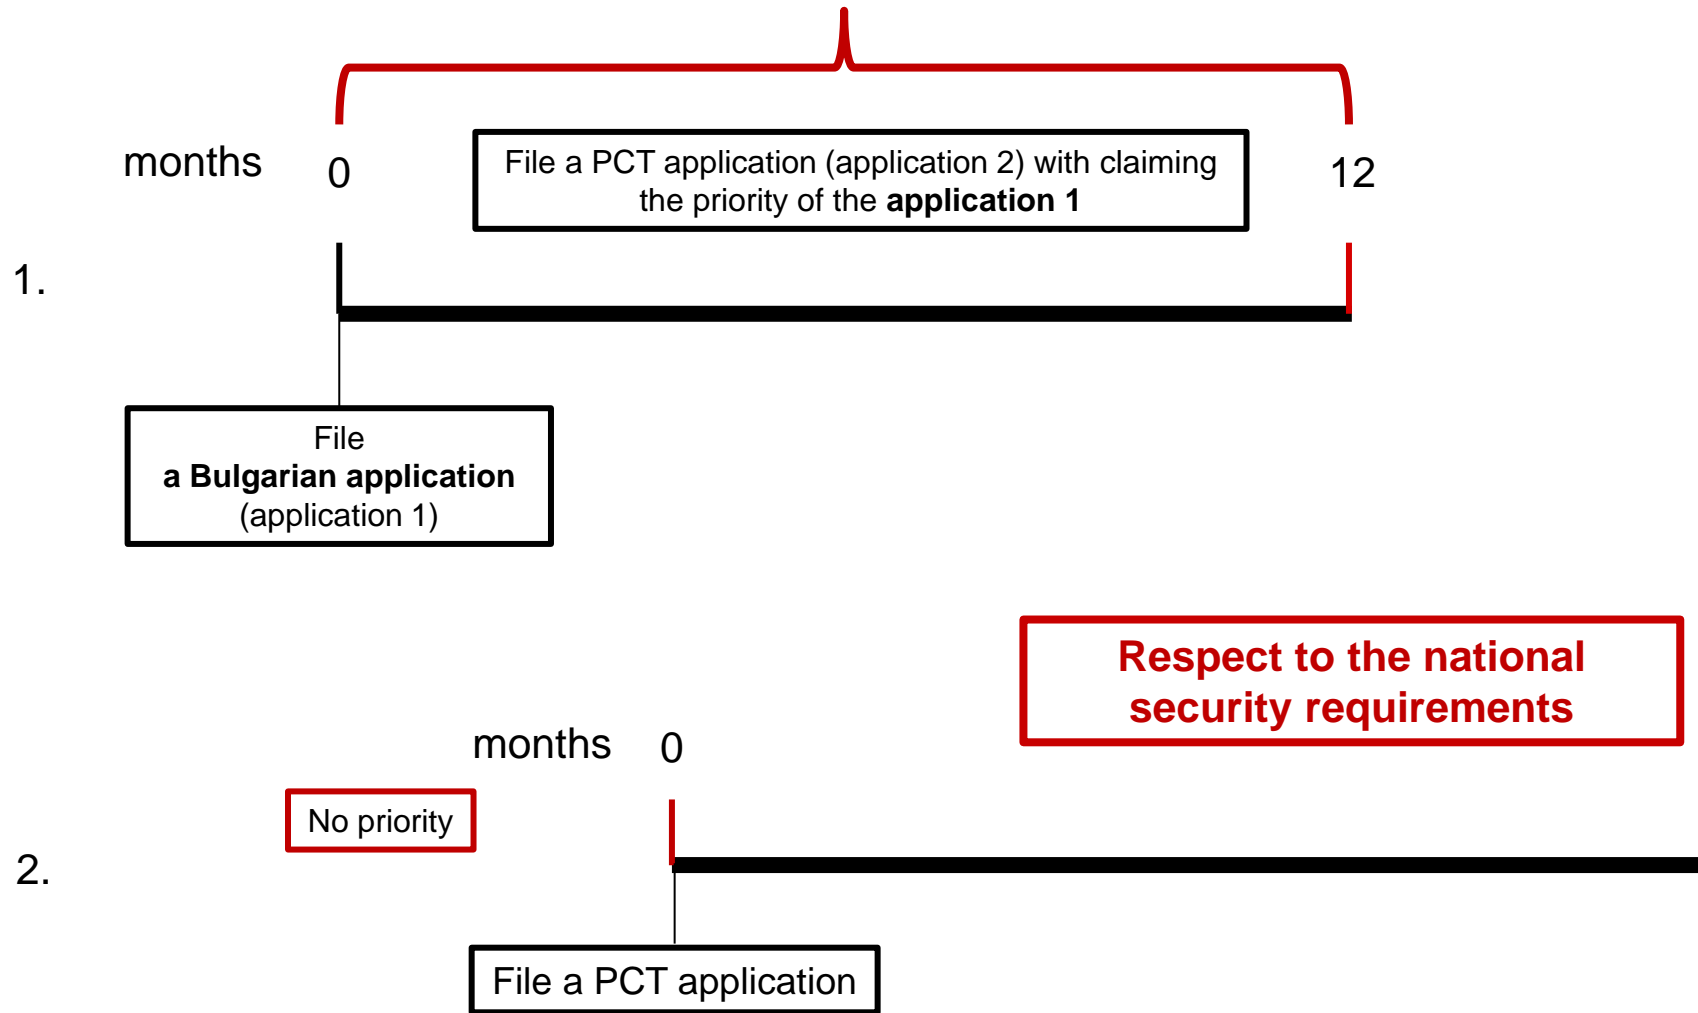 months 0
File a PCT application (application 2) with claiming
the priority of the application 1
12
1.
File
a Bulgarian application
(application 1)
Respect to the national
security requirements
months 0
No priority
2.
File a PCT application